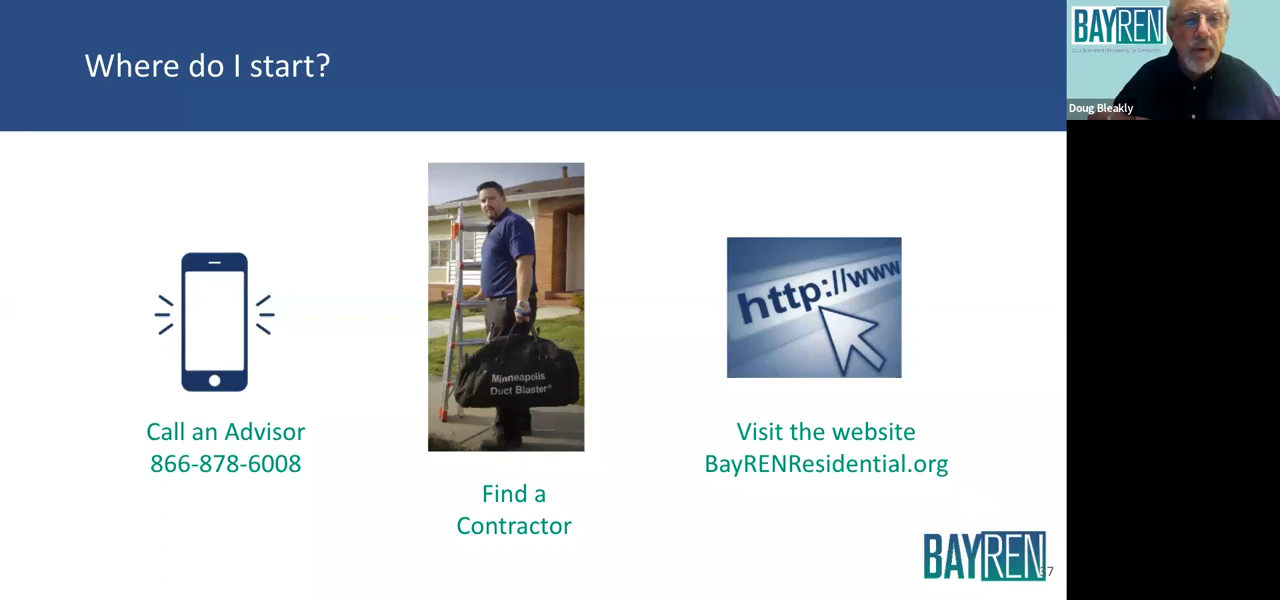 Where do I start?
BAYREN
Doug Bleakly
http://www
Minneapolis
Duct Blaster®
Call an Advisor
866-878-6008
Find a
Contractor
Visit the website
BayRENResidential.org
BAYREN
37